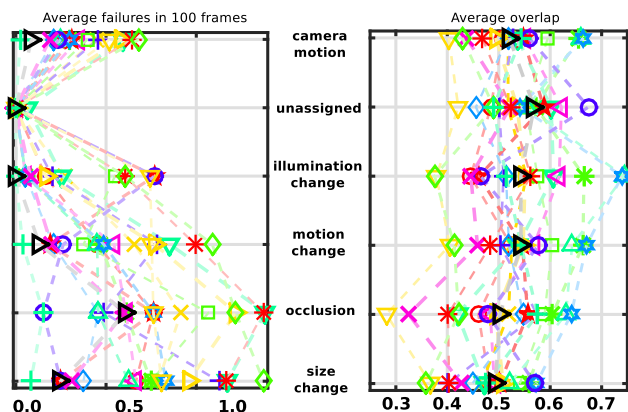 Average failures in 100 frames
Average overlap
camera
motion
unassigned
illumination
change
motion
change
occlusion
size
change
0.0 0.5 1.0
0.3 0.4 0.5 0.6 0.7